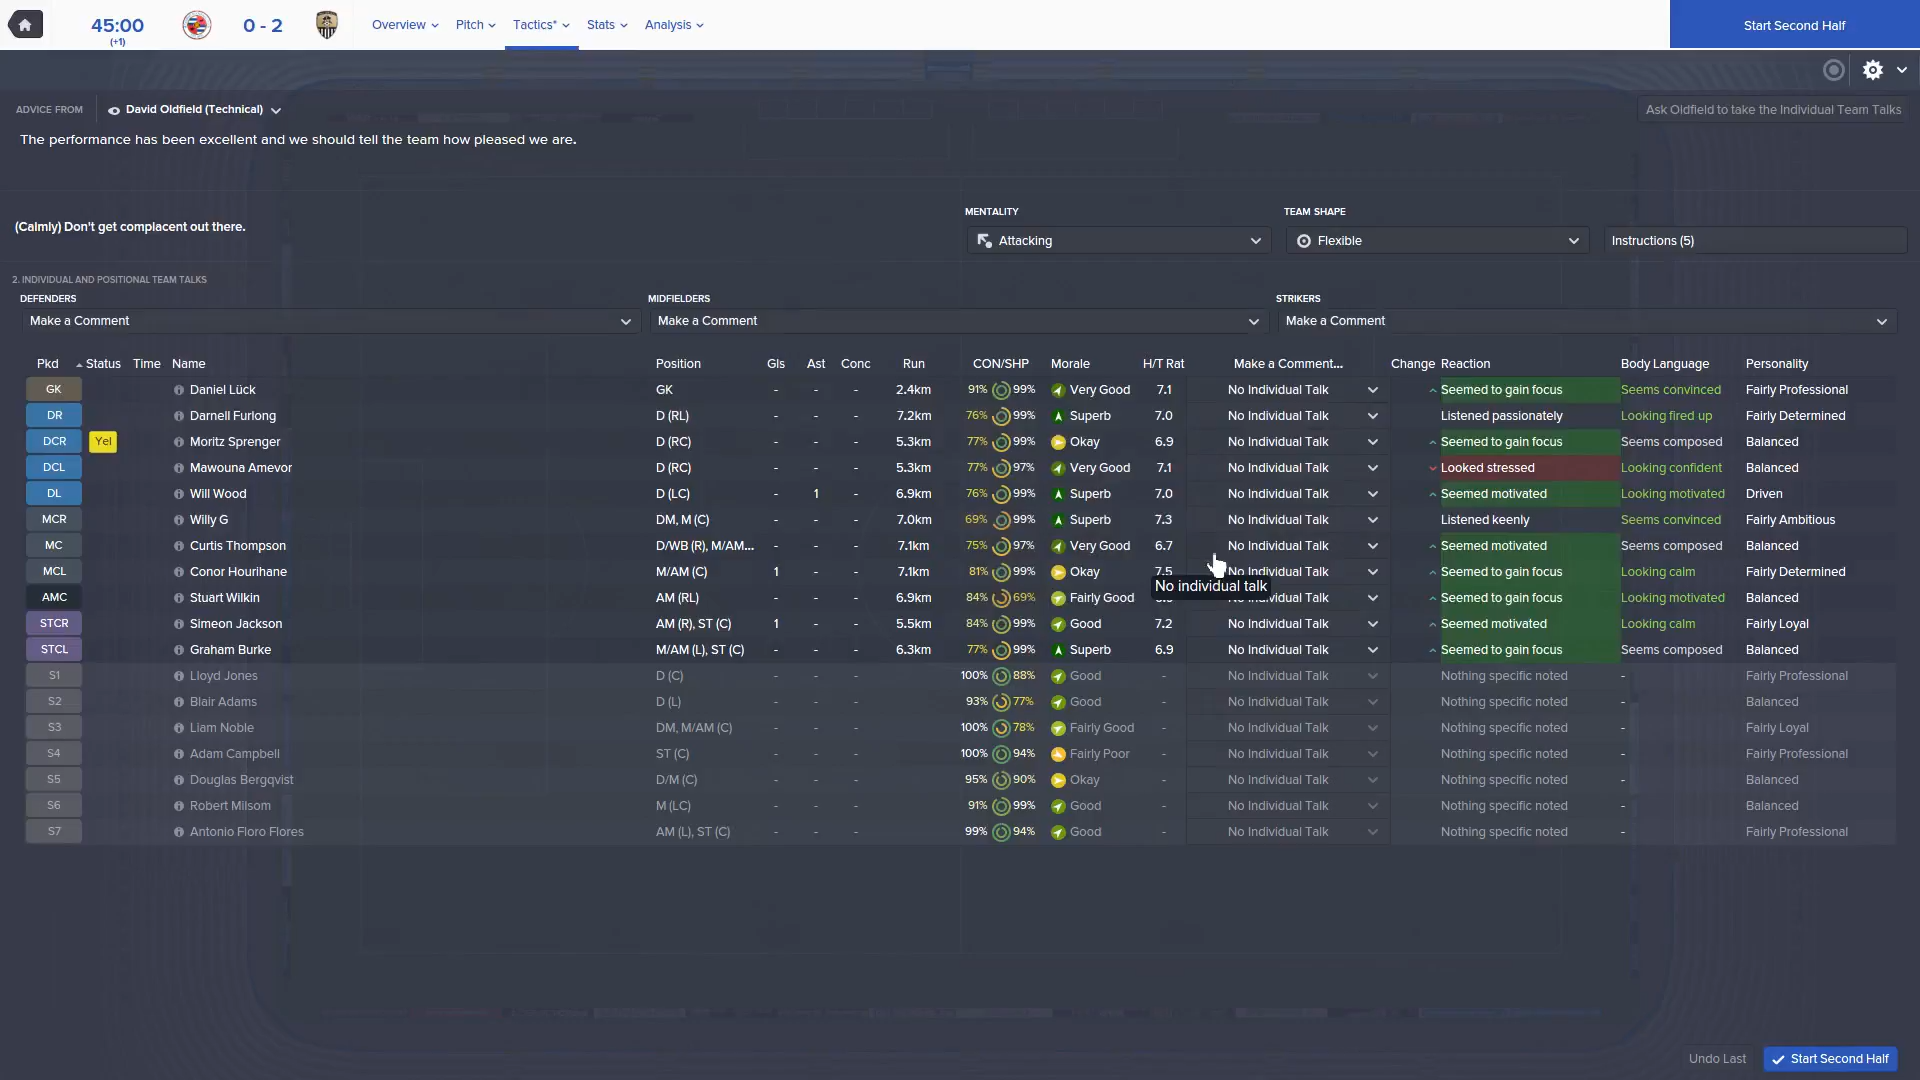 45:00
(+1)
0 - 2
Overview
Pitch
Tactics*
Stats
Analysis
Start Second Half
ADVICE FROM
David Oldfield (Technical)
Ask Oldfield to take the Individual Team Talks
The performance has been excellent and we should tell the team how pleased we are.
MENTALITY
TEAM SHAPE
(Calmly) Don't get complacent out there.
Attacking
Flexible
Instructions (5)
2. INDIVIDUAL AND POSITIONAL TEAM TALKS
DEFENDERS
MIDFIELDERS
STRIKERS
Make a Comment
Make a Comment
Make a Comment
Pkd Status Time Name Position Gls Ast Conc Run CON/SHP Morale H/T Rat Make a Comment... Change Reaction Body Language Personality
GK Daniel Lück GK - - - 2.4km 91% 99% Very Good 7.1 No Individual Talk Seemed to gain focus Seems convinced Fairly Professional
DR Darnell Furlong D (RL) - - - 7.2km 76% 99% Superb 7.0 No Individual Talk Listened passionately Looking fired up Fairly Determined
DCR Yel Moritz Sprenger D (RC) - - - 5.3km 77% 99% Okay 6.9 No Individual Talk Seemed to gain focus Seems composed Balanced
DCL Mawouna Amevor D (RC) - - - 5.3km 77% 97% Very Good 7.1 No Individual Talk Looked stressed Looking confident Balanced
DL Will Wood D (LC) - 1 - 6.9km 76% 99% Superb 7.0 No Individual Talk Seemed motivated Looking motivated Driven
MCR Willy G DM, M (C) - - - 7.0km 69% 99% Superb 7.3 No Individual Talk Listened keenly Seems convinced Fairly Ambitious
MC Curtis Thompson D/WB (R), M/AM... - - - 7.1km 75% 97% Very Good 6.7 No Individual Talk Seemed motivated Seems composed Balanced
MCL Conor Hourihane M/AM (C) 1 - - 7.1km 81% 99% Okay 7.5 No Individual Talk Seemed to gain focus Looking calm Fairly Determined
No individual talk
AMC Stuart Wilkin AM (RL) - - - 6.9km 84% 69% Fairly Good No Individual Talk Seemed to gain focus Looking motivated Balanced
STCR Simeon Jackson AM (R), ST (C) 1 - - 5.5km 84% 99% Good 7.2 No Individual Talk Seemed motivated Looking calm Fairly Loyal
STCL Graham Burke M/AM (L), ST (C) - - - 6.3km 77% 99% Superb 6.9 No Individual Talk Seemed to gain focus Seems composed Balanced
S1 Lloyd Jones D (C) 100% 88% Good - No Individual Talk Nothing specific noted - Fairly Professional
S2 Blair Adams D (L) 93% 77% Good - No Individual Talk Nothing specific noted - Balanced
S3 Liam Noble DM, M/AM (C) 100% 78% Fairly Good - No Individual Talk Nothing specific noted - Fairly Loyal
S4 Adam Campbell ST (C) 100% 94% Fairly Poor - No Individual Talk Nothing specific noted - Fairly Professional
S5 Douglas Bergqvist D/M (C) 95% 90% Okay - No Individual Talk Nothing specific noted - Balanced
S6 Robert Milsom M (LC) 91% 99% Good - No Individual Talk Nothing specific noted - Balanced
S7 Antonio Floro Flores AM (L), ST (C) 99% 94% Good - No Individual Talk Nothing specific noted - Fairly Professional
Undo Last
Start Second Half